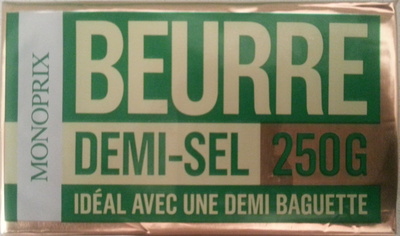 MONOPRIX
BEURRE
DEMI-SEL 250G
IDÉAL AVEC UNE DEMI BAGUETTE